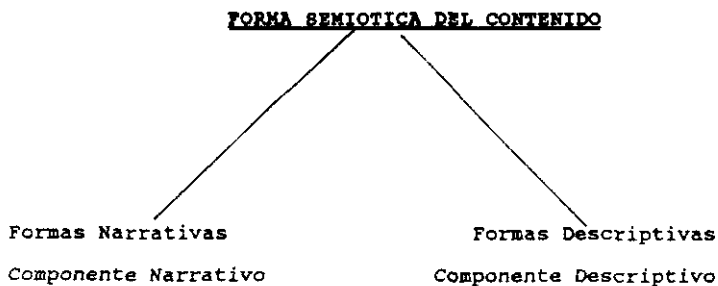 FORMA SEMIOTICA DEL CONTENIDO
Formas Narrativas
Formas Descriptivas
Componente Narrativo
Componente Descriptivo